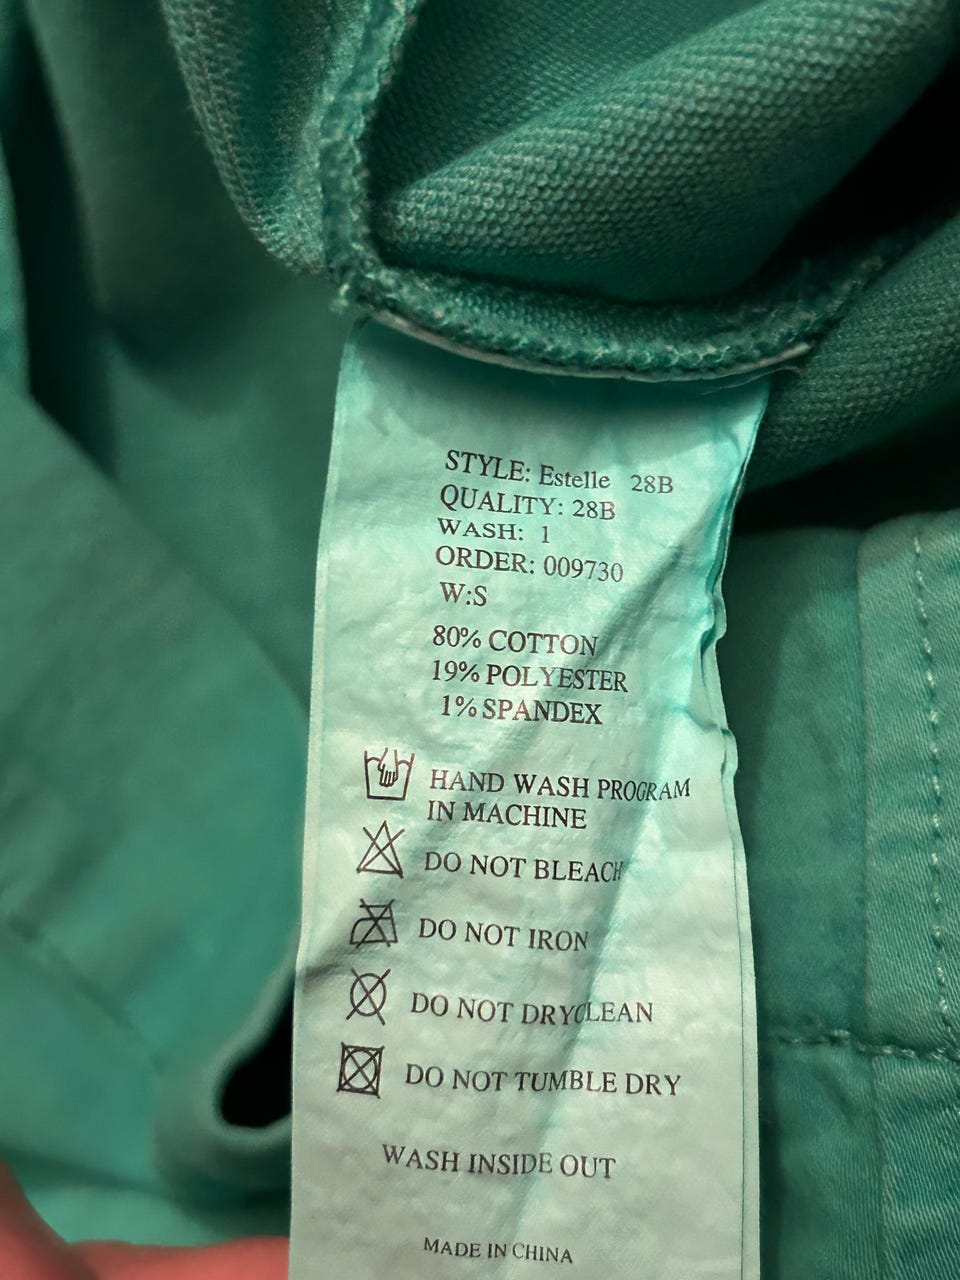 STYLE: Estelle 28B
QUALITY: 28B
WASH: 1
ORDER: 009730
W:S
80% COTTON
19% POLYESTER
1% SPANDEX
HAND WASH PROGRAM
IN MACHINE
DO NOT BLEACH
DO NOT IRON
DO NOT DRYCLEAN
DO NOT TUMBLE DRY
WASH INSIDE OUT
MADE IN CHINA